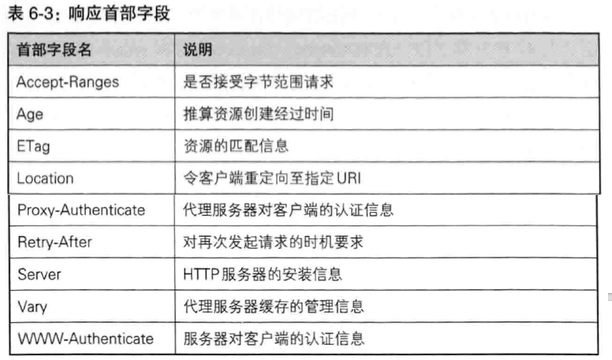 表 6-3：响应首部字段
首部字段名 说明
Accept-Ranges 是否接受字节范围请求
Age 推算资源创建经过时间
ETag 资源的匹配信息
Location 令客户端重定向至指定URI
Proxy-Authenticate 代理服务器对客户端的认证信息
Retry-After 对再次发起请求的时机要求
Server HTTP服务器的安装信息
Vary 代理服务器缓存的管理信息
WWW-Authenticate 服务器对客户端的认证信息